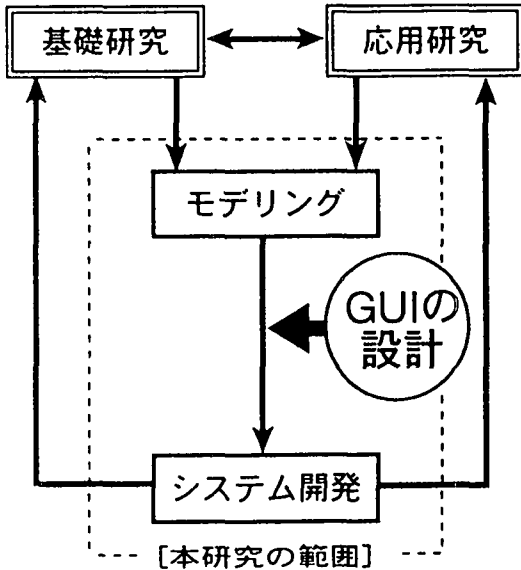 基礎研究
応用研究
モデリング
GUIの
設計
システム開発
[本研究の範囲]